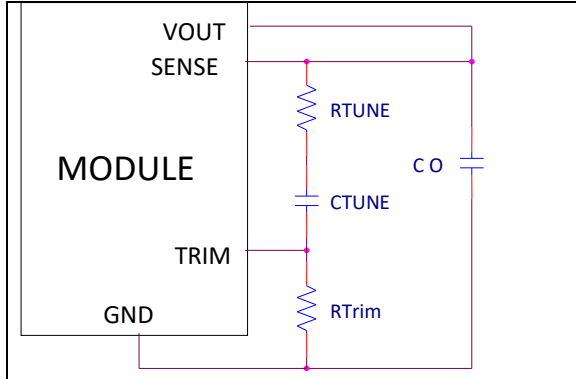 VOUT
SENSE
RTUNE
MODULE
C O
CTUNE
TRIM
RTrim
GND